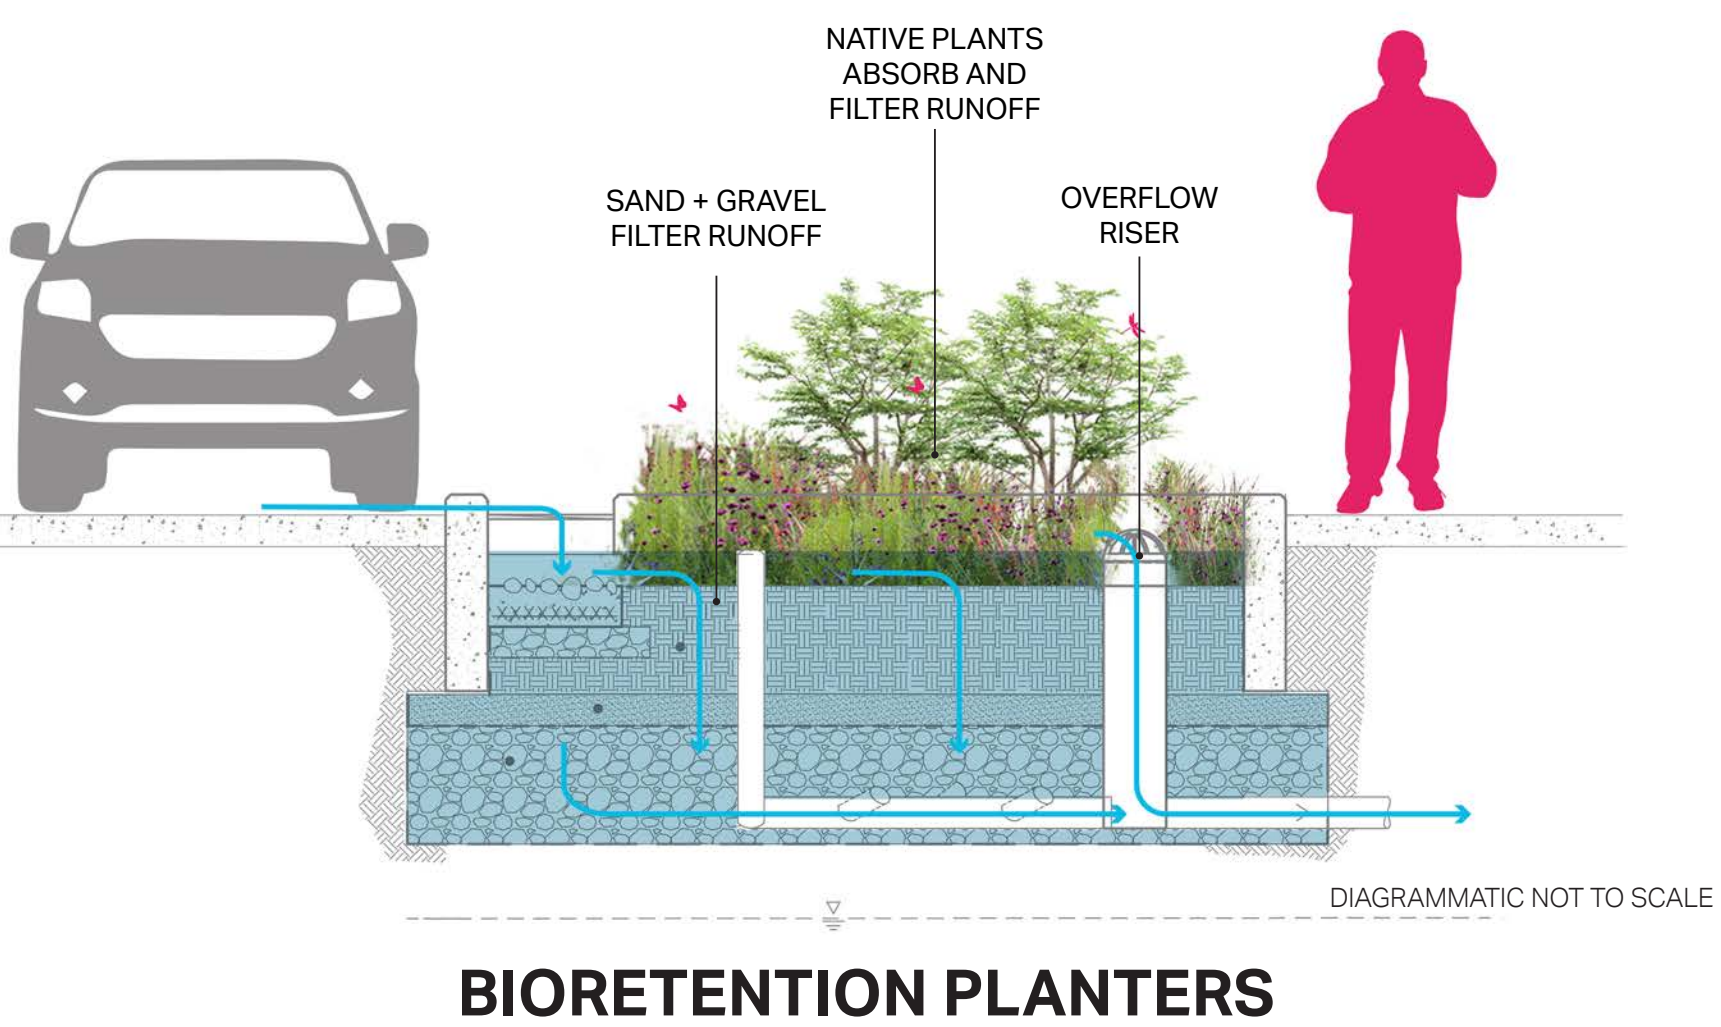 NATIVE PLANTS
ABSORB AND
FILTER RUNOFF
SAND + GRAVEL
FILTER RUNOFF
OVERFLOW
RISER
DIAGRAMMATIC NOT TO SCALE
BIORETENTION PLANTERS